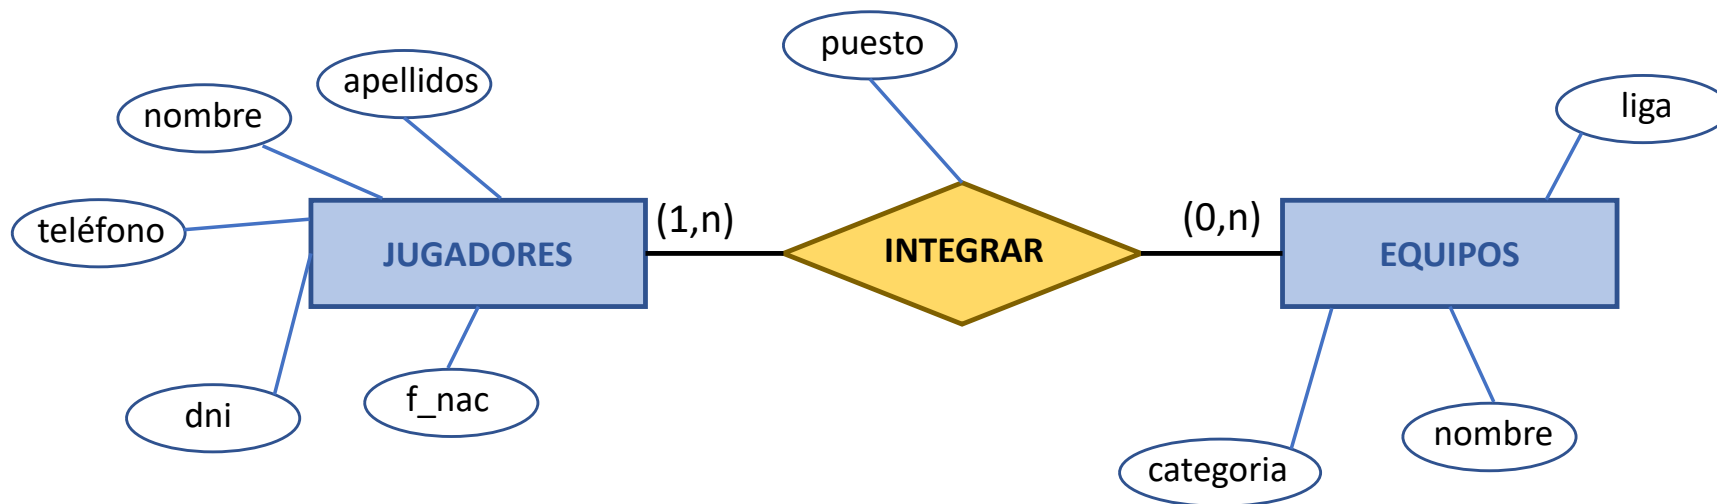 puesto
apellidos
liga
nombre
teléfono
(1,n)
(0,n)
JUGADORES
INTEGRAR
EQUIPOS
f_nac
dni
nombre
categoria